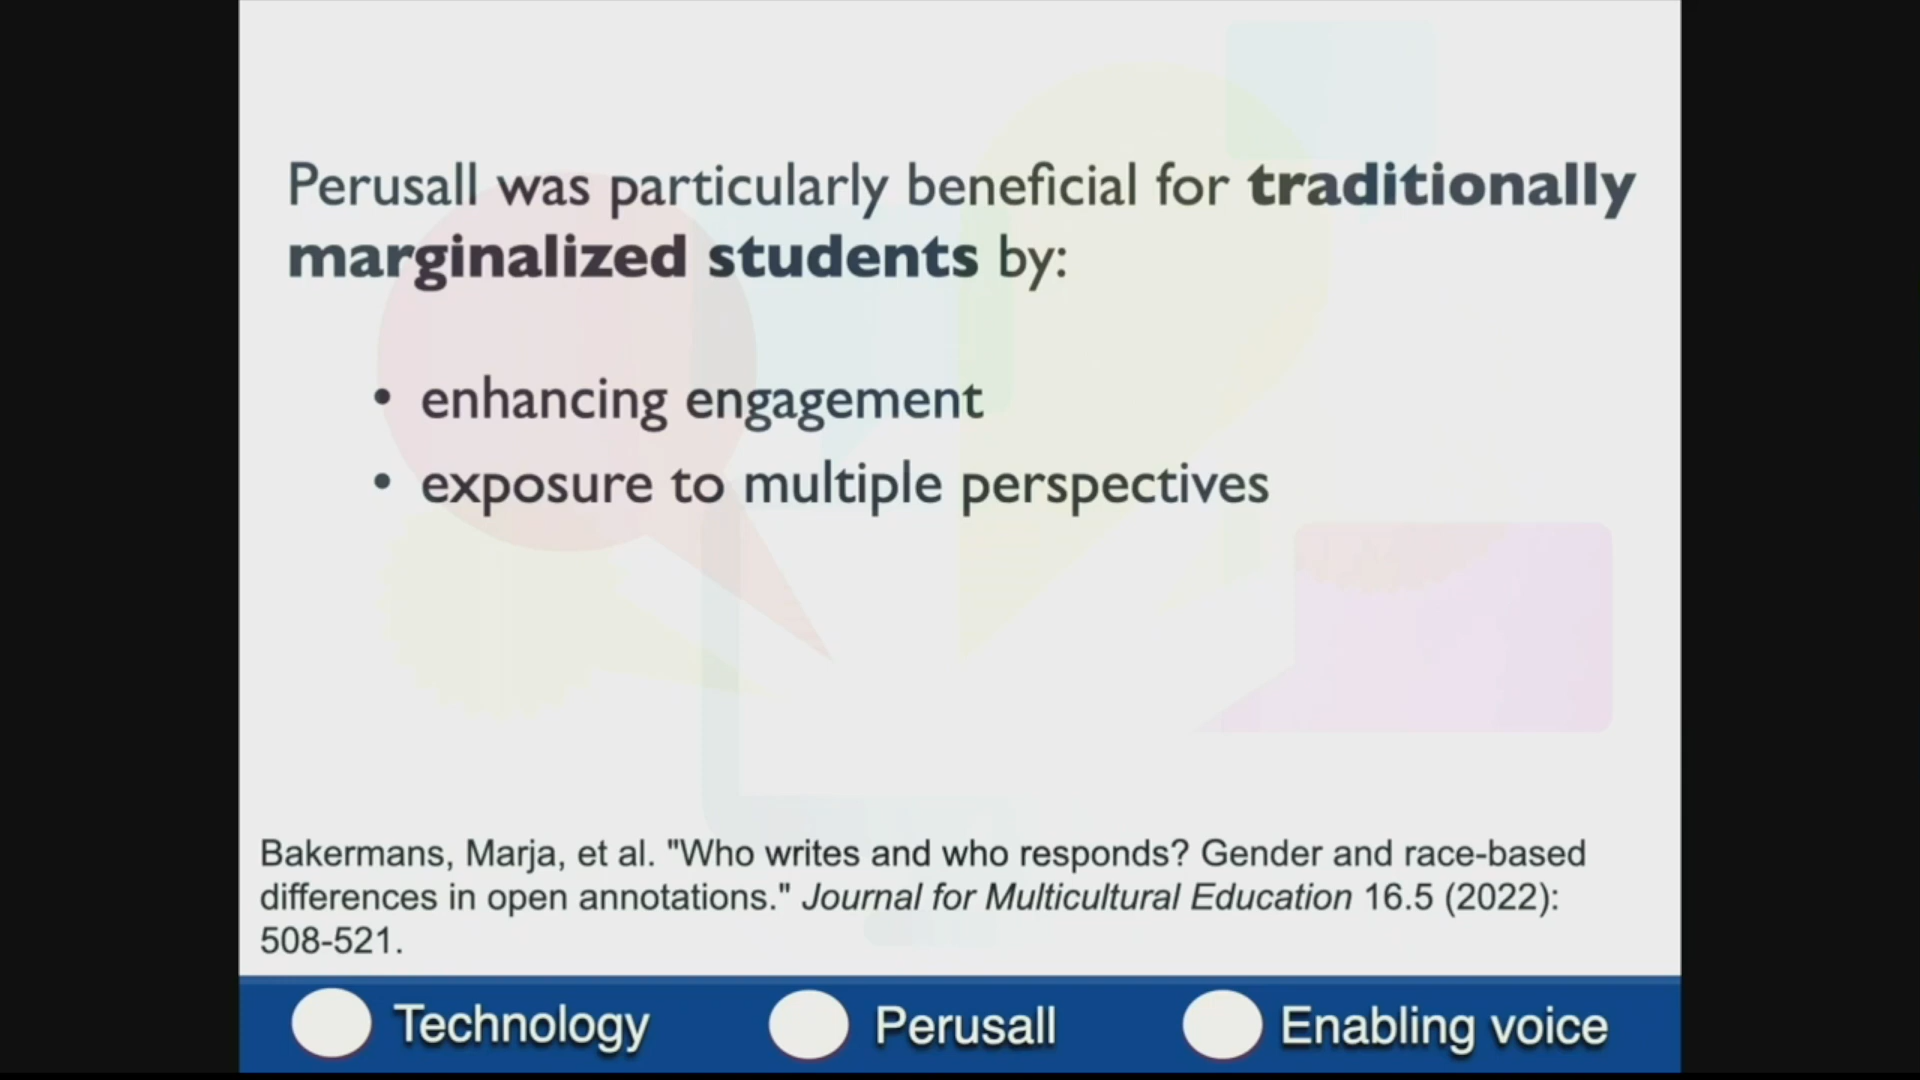 Perusall was particularly beneficial for traditionally
marginalized students by:
• enhancing engagement
• exposure to multiple perspectives
Bakermans, Marja, et al. "Who writes and who responds? Gender and race-based
differences in open annotations." Journal for Multicultural Education 16.5 (2022):
508-521.
Technology Perusall Enabling voice